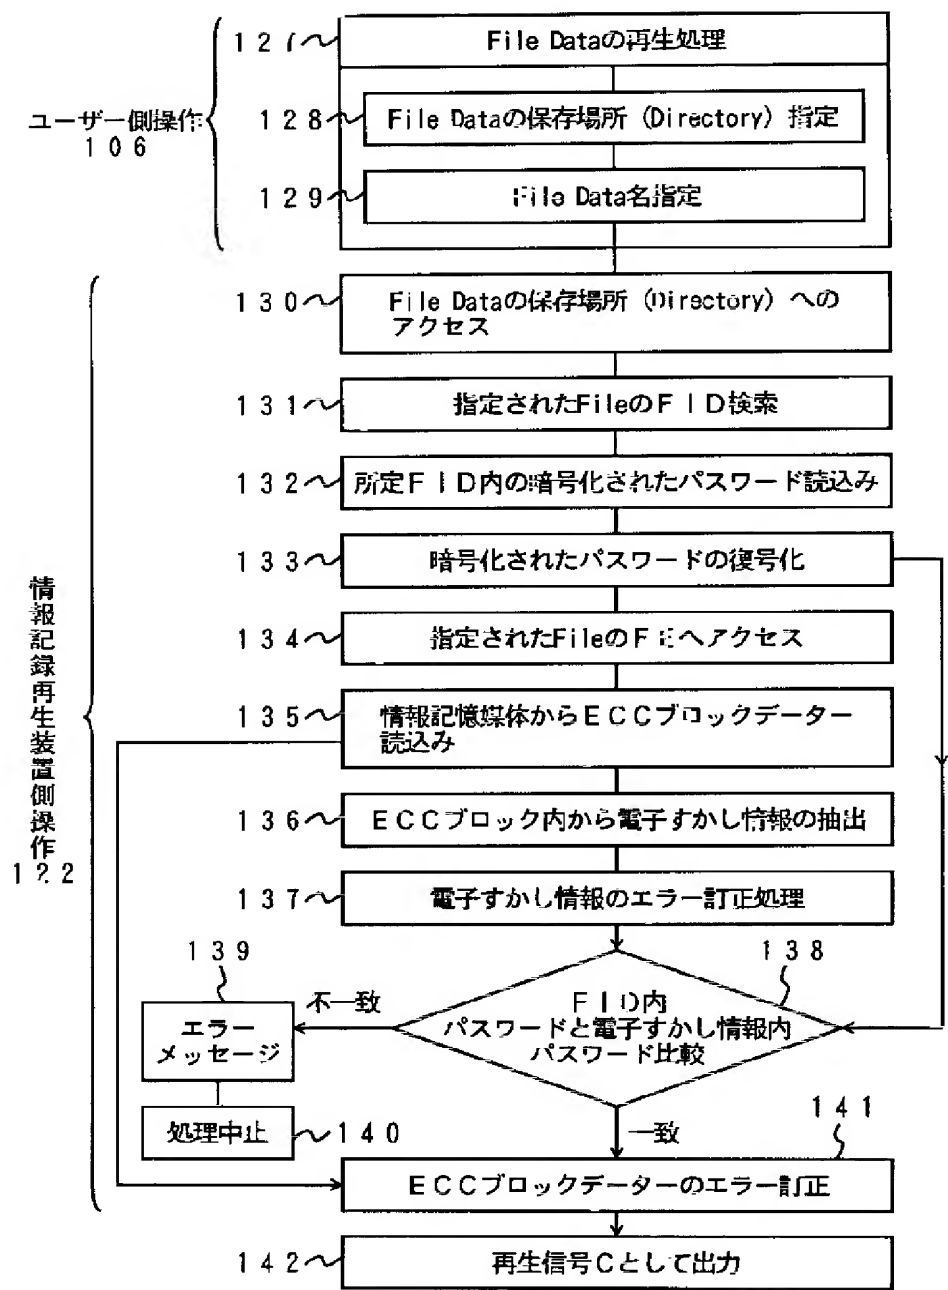 127
File Dataの再生処理
ユーザー側操作
106
128
File Dataの保存場所（Directory）指定
129
File Data名指定
130
File Dataの保存場所（Directory）への
アクセス
131
指定されたFileのＦＩＤ検索
132
所定ＦＩＤ内の暗号化されたパスワード読込み
133
暗号化されたパスワードの復号化
134
指定されたFileのＦＥへアクセス
135
情報記憶媒体からＥＣＣブロックデーター
読込み
136
ＥＣＣブロック内から電子すかし情報の抽出
137
電子すかし情報のエラー訂正処理
情報記録再生装置側操作
122
138
ＦＩＤ内
パスワードと電子すかし情報内
パスワード比較
不一致
139
エラー
メッセージ
処理中止
140
一致
141
ＥＣＣブロックデーターのエラー訂正
142
再生信号Ｃとして出力